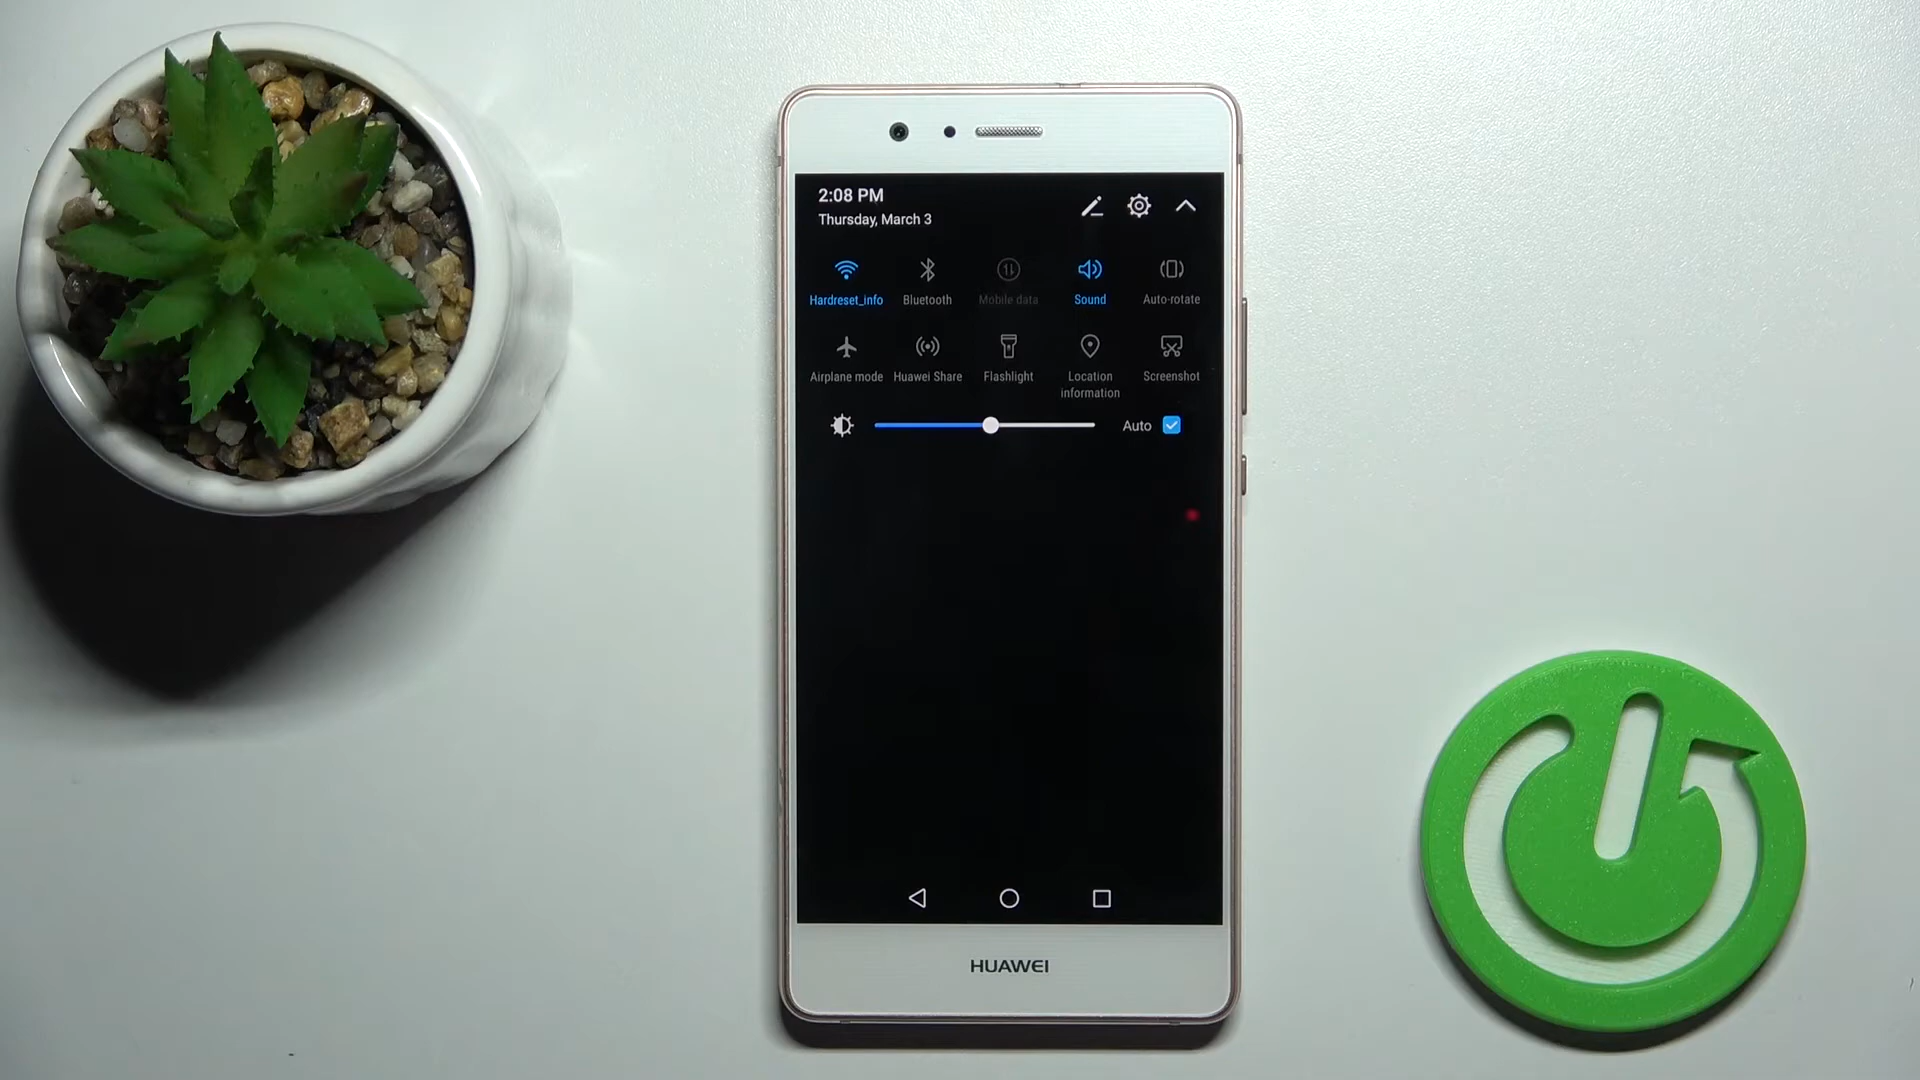 2:08 PM
Thursday, March 3
Hardreset_info
Bluetooth
Mobile data
Sound
Auto-rotate
Airplane mode
Huawei Share
Flashlight
Location
information
Screenshot
Auto
HUAWEI